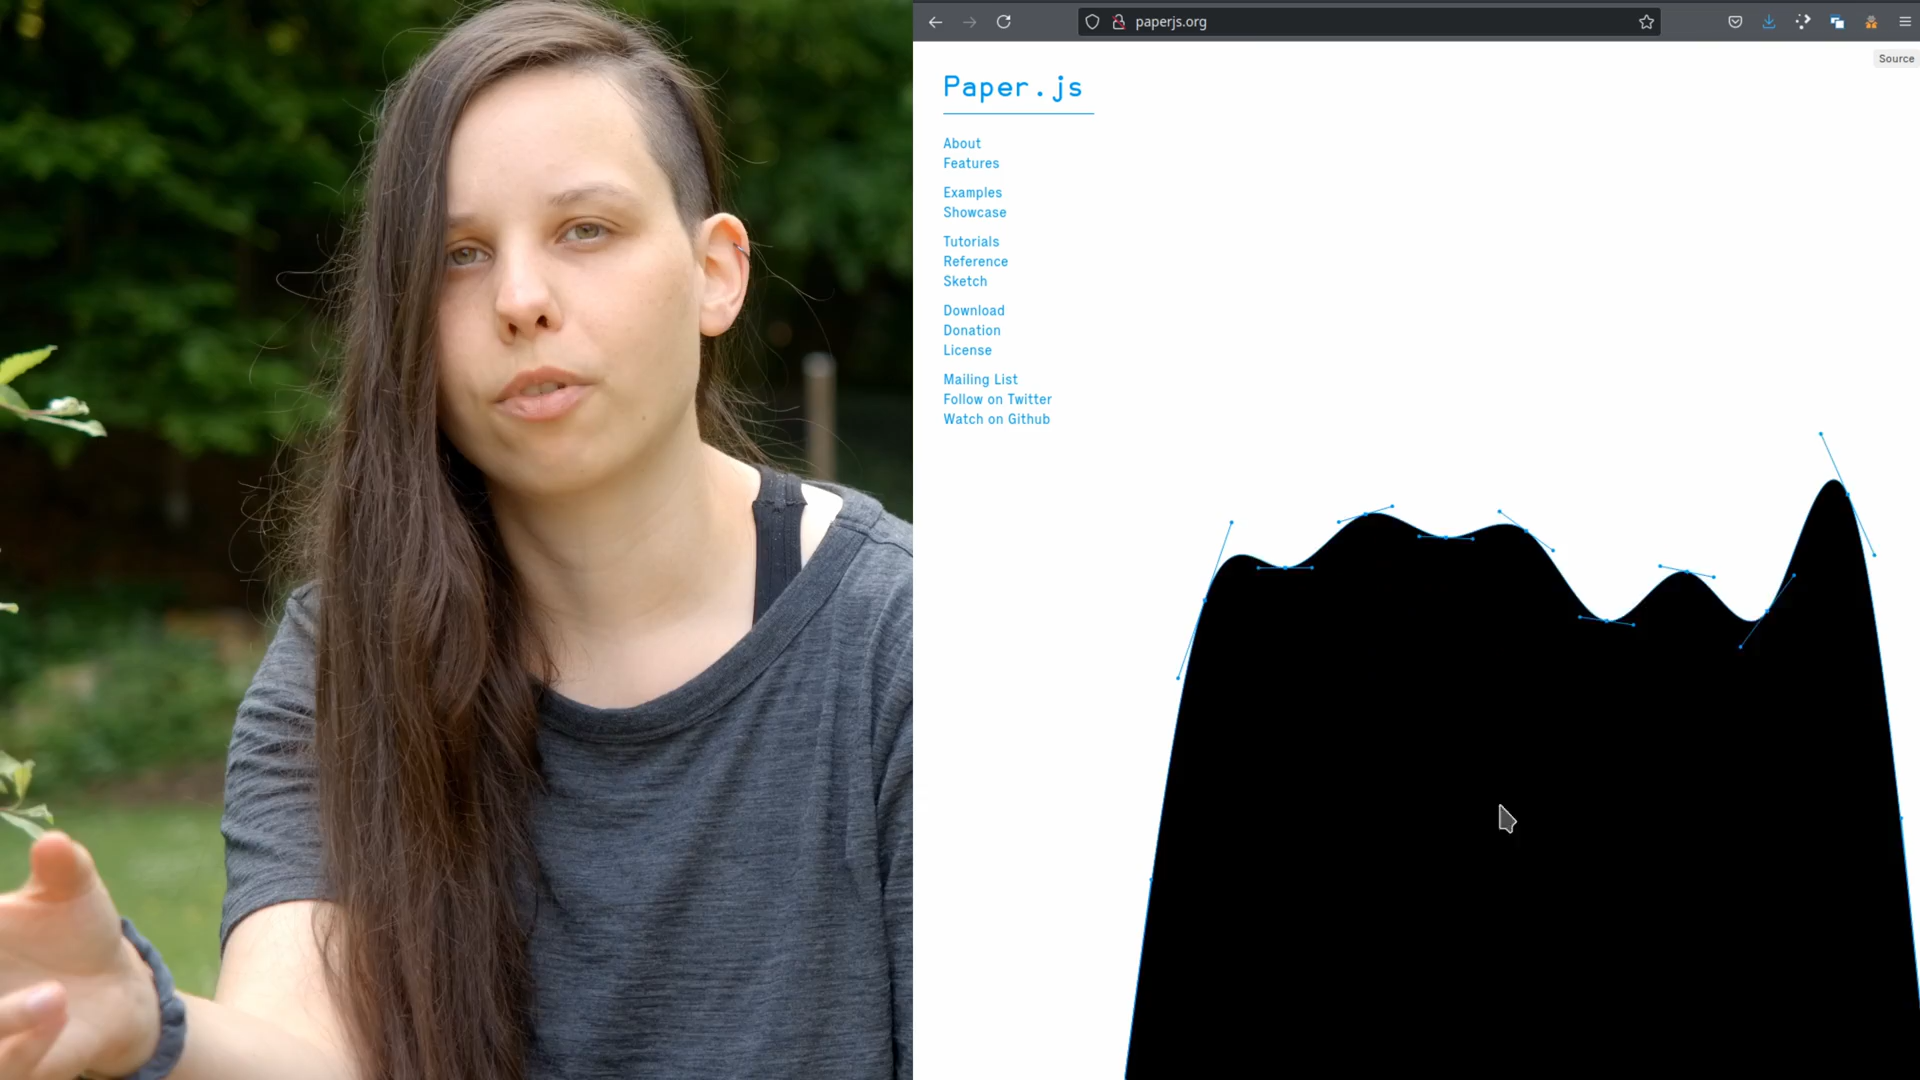 paperjs.org
Source
Paper.js
About
Features
Examples
Showcase
Tutorials
Reference
Sketch
Download
Donation
License
Mailing List
Follow on Twitter
Watch on Github